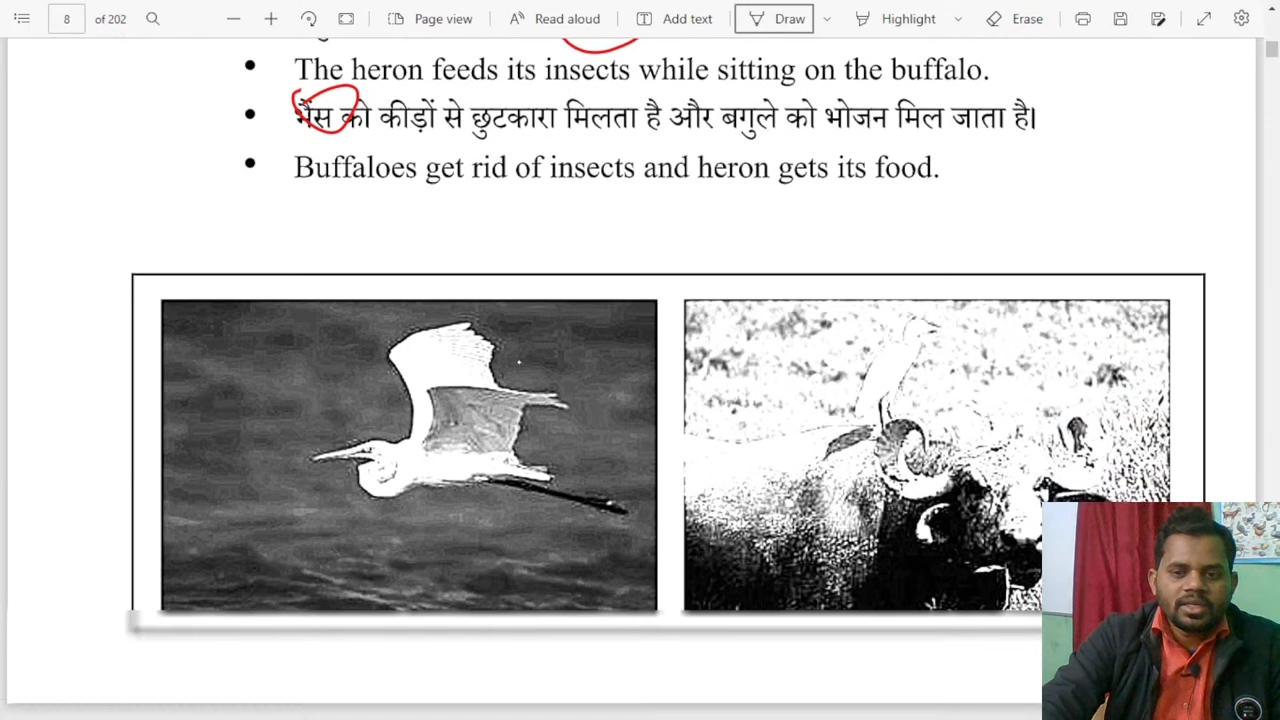 8 of 202 Page view Read aloud Add text Draw Highlight Erase
The heron feeds its insects while sitting on the buffalo.
भैंस को कीड़ों से छुटकारा मिलता है और बगुले को भोजन मिल जाता है।
Buffaloes get rid of insects and heron gets its food.